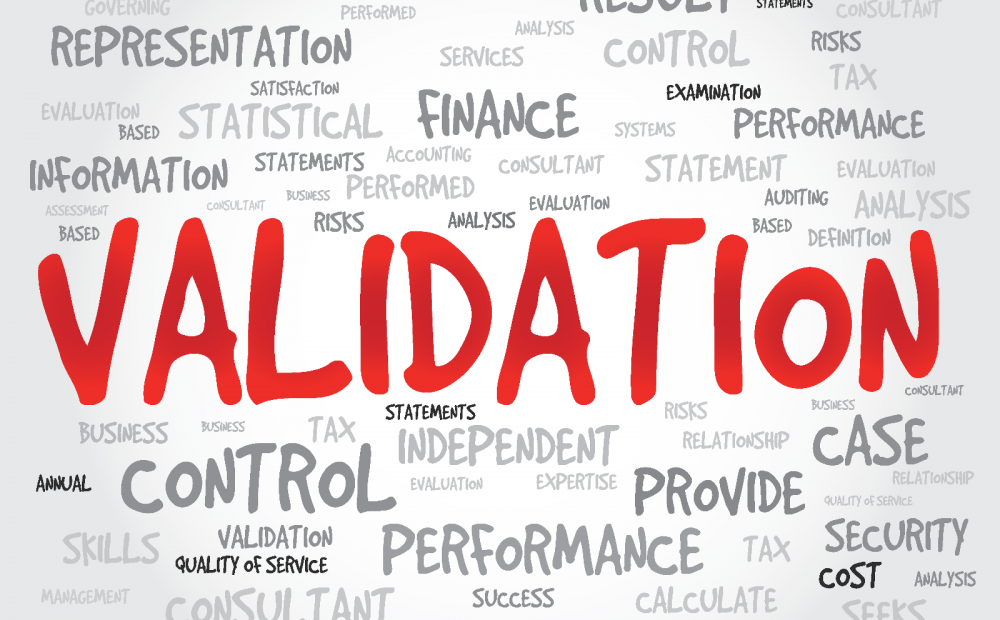 GOVERNING PERFORMED RESULT STATEMENTS CONSULTANT
REPRESENTATION SERVICES ANALYSIS CONTROL RISKS
SATISFACTION EXAMINATION TAX
EVALUATION BASED STATISTICAL FINANCE SYSTEMS PERFORMANCE
INFORMATION STATEMENTS ACCOUNTING CONSULTANT STATEMENT EVALUATION
BUSINESS PERFORMED AUDITING ANALYSIS
ASSESSMENT CONSULTANT RISKS ANALYSIS EVALUATION BASED
BASED DEFINITION
VALIDATION
CONSULTANT
STATEMENTS RISKS BUSINESS
BUSINESS BUSINESS TAX INDEPENDENT RELATIONSHIP CASE
ANNUAL CONTROL EVALUATION EXPERTISE PROVIDE RELATIONSHIP
QUALITY OF SERVICE
SKILLS VALIDATION PERFORMANCE TAX SECURITY
QUALITY OF SERVICE COST ANALYSIS
MANAGEMENT CONSULTANT SUCCESS CALCULATE SEEKS